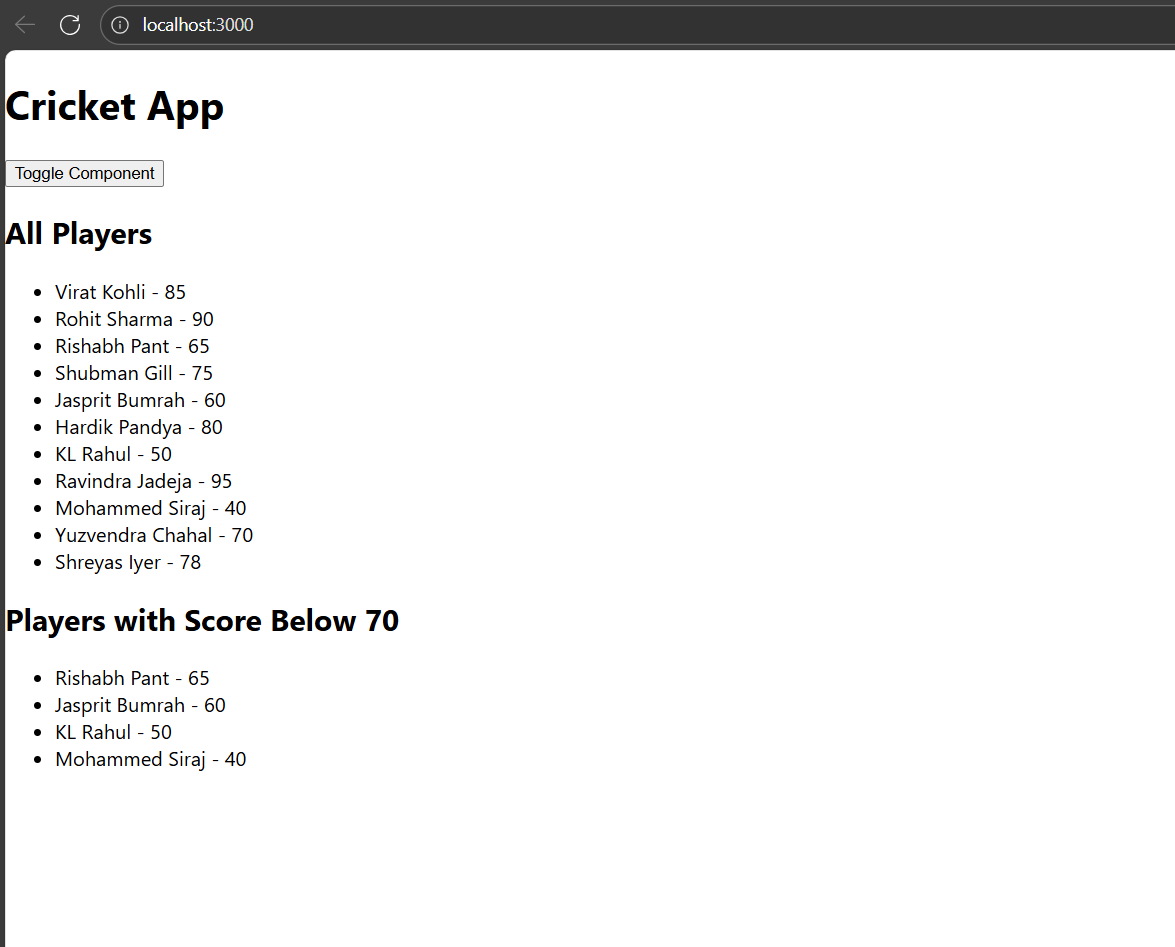 localhost:3000
Cricket App
Toggle Component
All Players
Virat Kohli - 85
Rohit Sharma - 90
Rishabh Pant - 65
Shubman Gill - 75
Jasprit Bumrah - 60
Hardik Pandya - 80
KL Rahul - 50
Ravindra Jadeja - 95
Mohammed Siraj - 40
Yuzvendra Chahal - 70
Shreyas Iyer - 78
Players with Score Below 70
Rishabh Pant - 65
Jasprit Bumrah - 60
KL Rahul - 50
Mohammed Siraj - 40